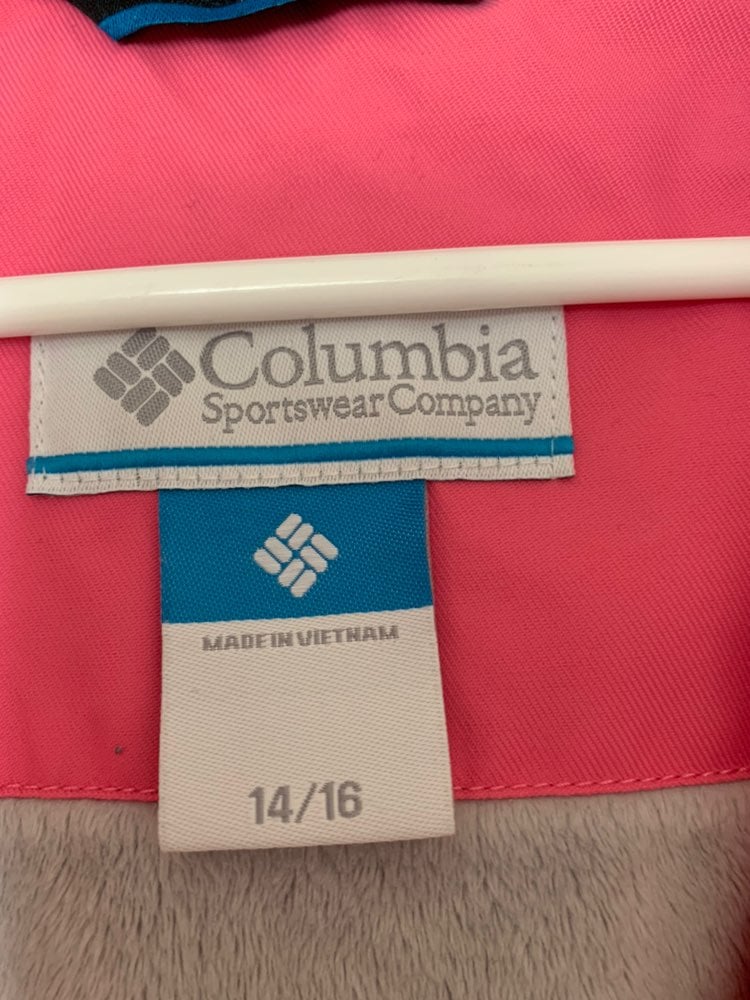 Columbia
Sportswear Company
MADE IN VIETNAM
14/16